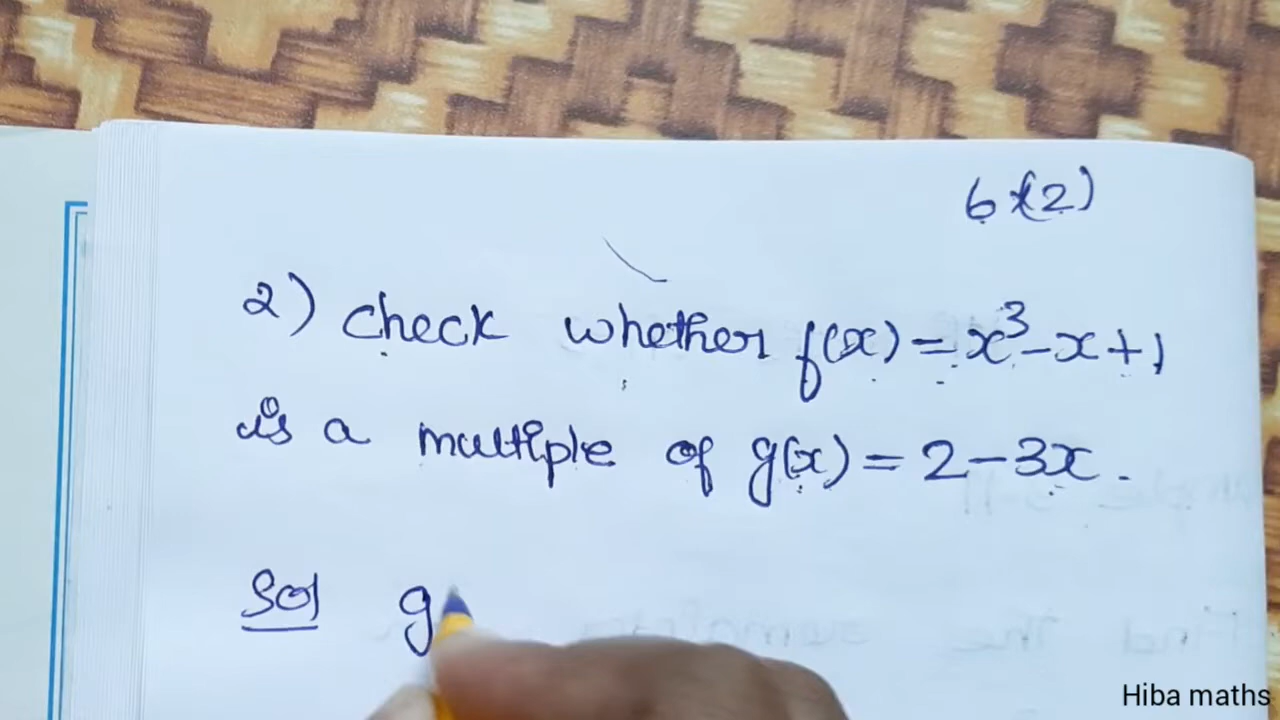 6 (2)
2) check whether f(x) = x³ - x + 1
is a multiple of g(x) = 2 - 3x .
Sol g
Hiba maths